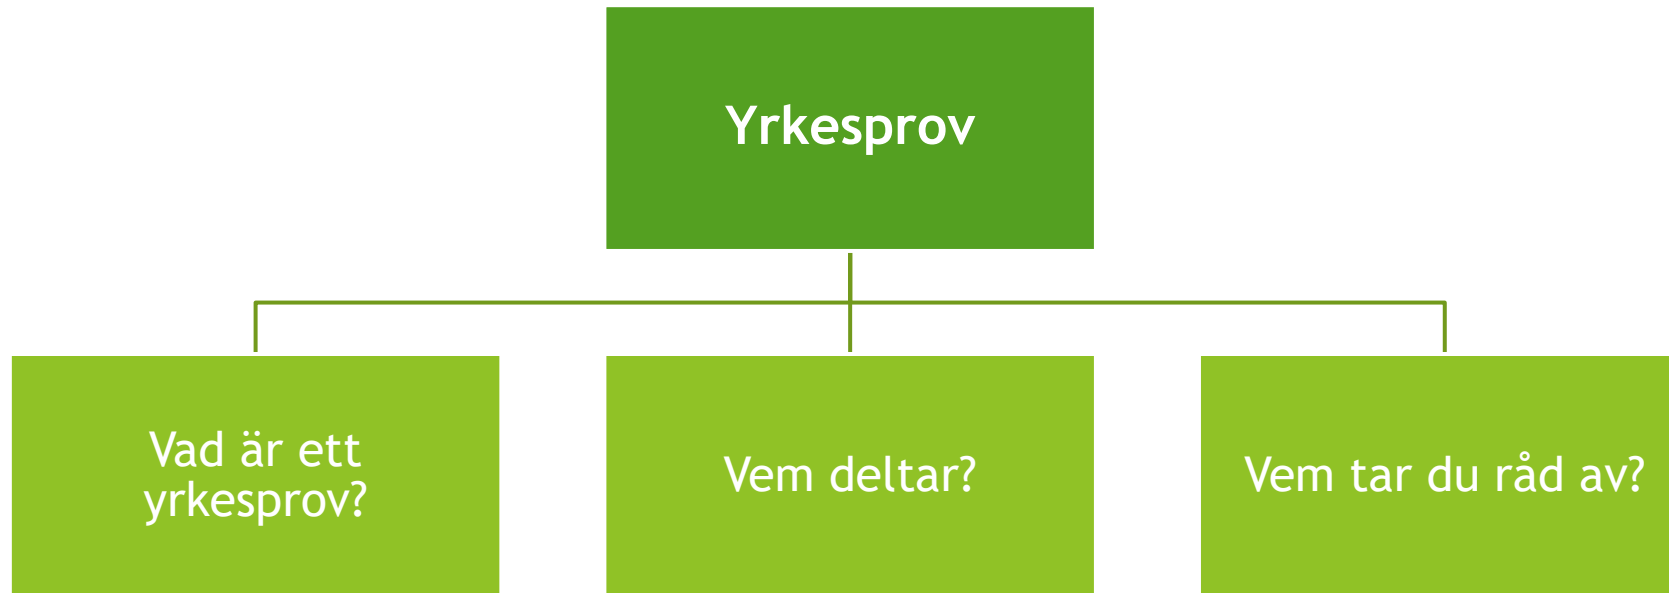 Yrkesprov
Vad är ett
yrkesprov?
Vem deltar?
Vem tar du råd av?